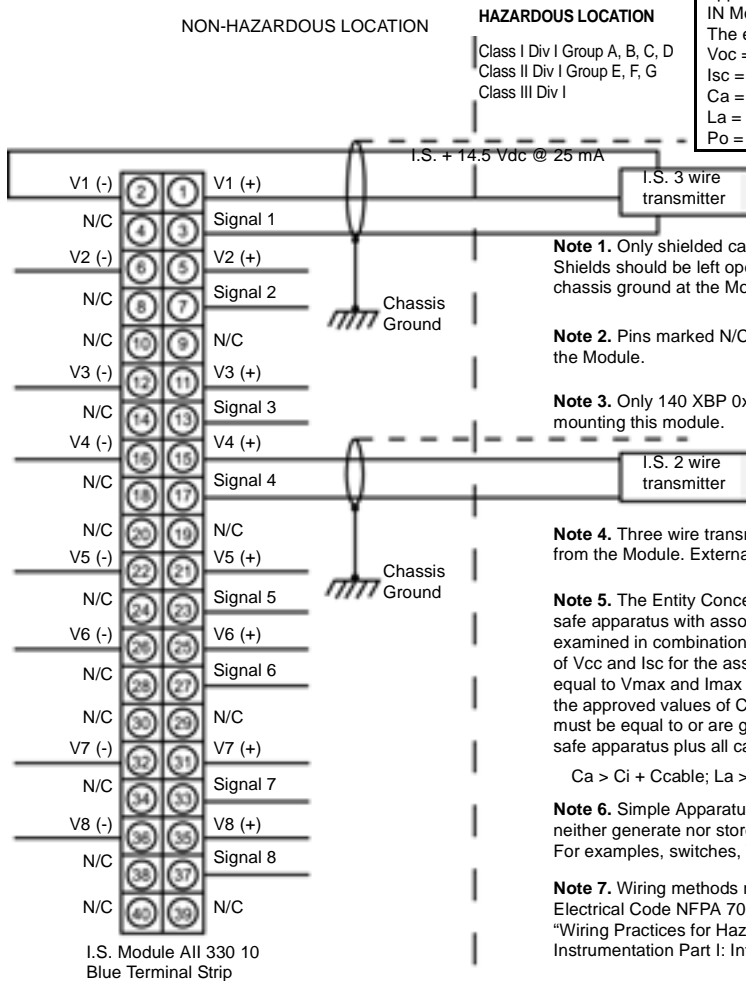 NON-HAZARDOUS LOCATION
HAZARDOUS LOCATION
Class I Div I Group A, B, C, D
Class II Div I Group E, F, G
Class III Div I
IN Mo
The e
Voc =
Isc =
Ca =
La =
Po =
I.S. + 14.5 Vdc @ 25 mA
I.S. 3 wire
transmitter
V1 (-) 2 1 V1 (+)
N/C 4 3 Signal 1
V2 (-) 6 5 V2 (+)
N/C 8 7 Signal 2
N/C 10 9 N/C
V3 (-) 12 11 V3 (+)
N/C 14 13 Signal 3
V4 (-) 16 15 V4 (+)
N/C 18 17 Signal 4
N/C 20 19 N/C
V5 (-) 22 21 V5 (+)
N/C 24 23 Signal 5
V6 (-) 26 25 V6 (+)
N/C 28 27 Signal 6
N/C 30 29 N/C
V7 (-) 32 31 V7 (+)
N/C 34 33 Signal 7
V8 (-) 36 35 V8 (+)
N/C 38 37 Signal 8
N/C 40 39 N/C
Chassis
Ground
Chassis
Ground
I.S. Module AII 330 10
Blue Terminal Strip
Note 1. Only shielded ca
Shields should be left ope
chassis ground at the Mo
Note 2. Pins marked N/C
the Module.
Note 3. Only 140 XBP 0x
mounting this module.
I.S. 2 wire
transmitter
Note 4. Three wire transm
from the Module. Externa
Note 5. The Entity Conce
safe apparatus with asso
examined in combination
of Vcc and Isc for the ass
equal to Vmax and Imax
the approved values of C
must be equal to or are g
safe apparatus plus all ca
Ca > Ci + Ccable; La >
Note 6. Simple Apparatu
neither generate nor store
For examples, switches,
Note 7. Wiring methods m
Electrical Code NFPA 70
“Wiring Practices for Haz
Instrumentation Part I: Int